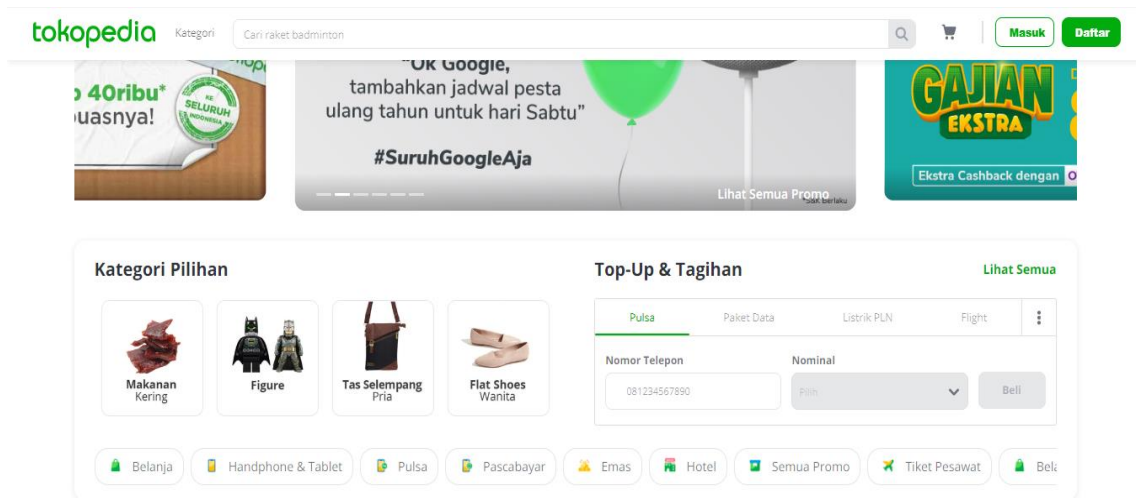 tokopedia
Kategori
Cari raket badminton
Masuk
Daftar
40ribu*
KE
SELURUH
INDONESIA
"Ok Google,
tambahkan jadwal pesta
ulang tahun untuk hari Sabtu"
#SuruhGoogleAja
Lihat Semua Promo
berlaku
GAJIAN
EKSTRA
Ekstra Cashback dengan
Kategori Pilihan
Makanan
Kering
Figure
Tas Selempang
Pria
Flat Shoes
Wanita
Top-Up & Tagihan
Lihat Semua
Pulsa
Paket Data
Listrik PLN
Flight
Nomor Telepon
Nominal
081234567890
Pilih
Beli
Belanja
Handphone & Tablet
Pulsa
Pascabayar
Emas
Hotel
Semua Promo
Tiket Pesawat
Bela